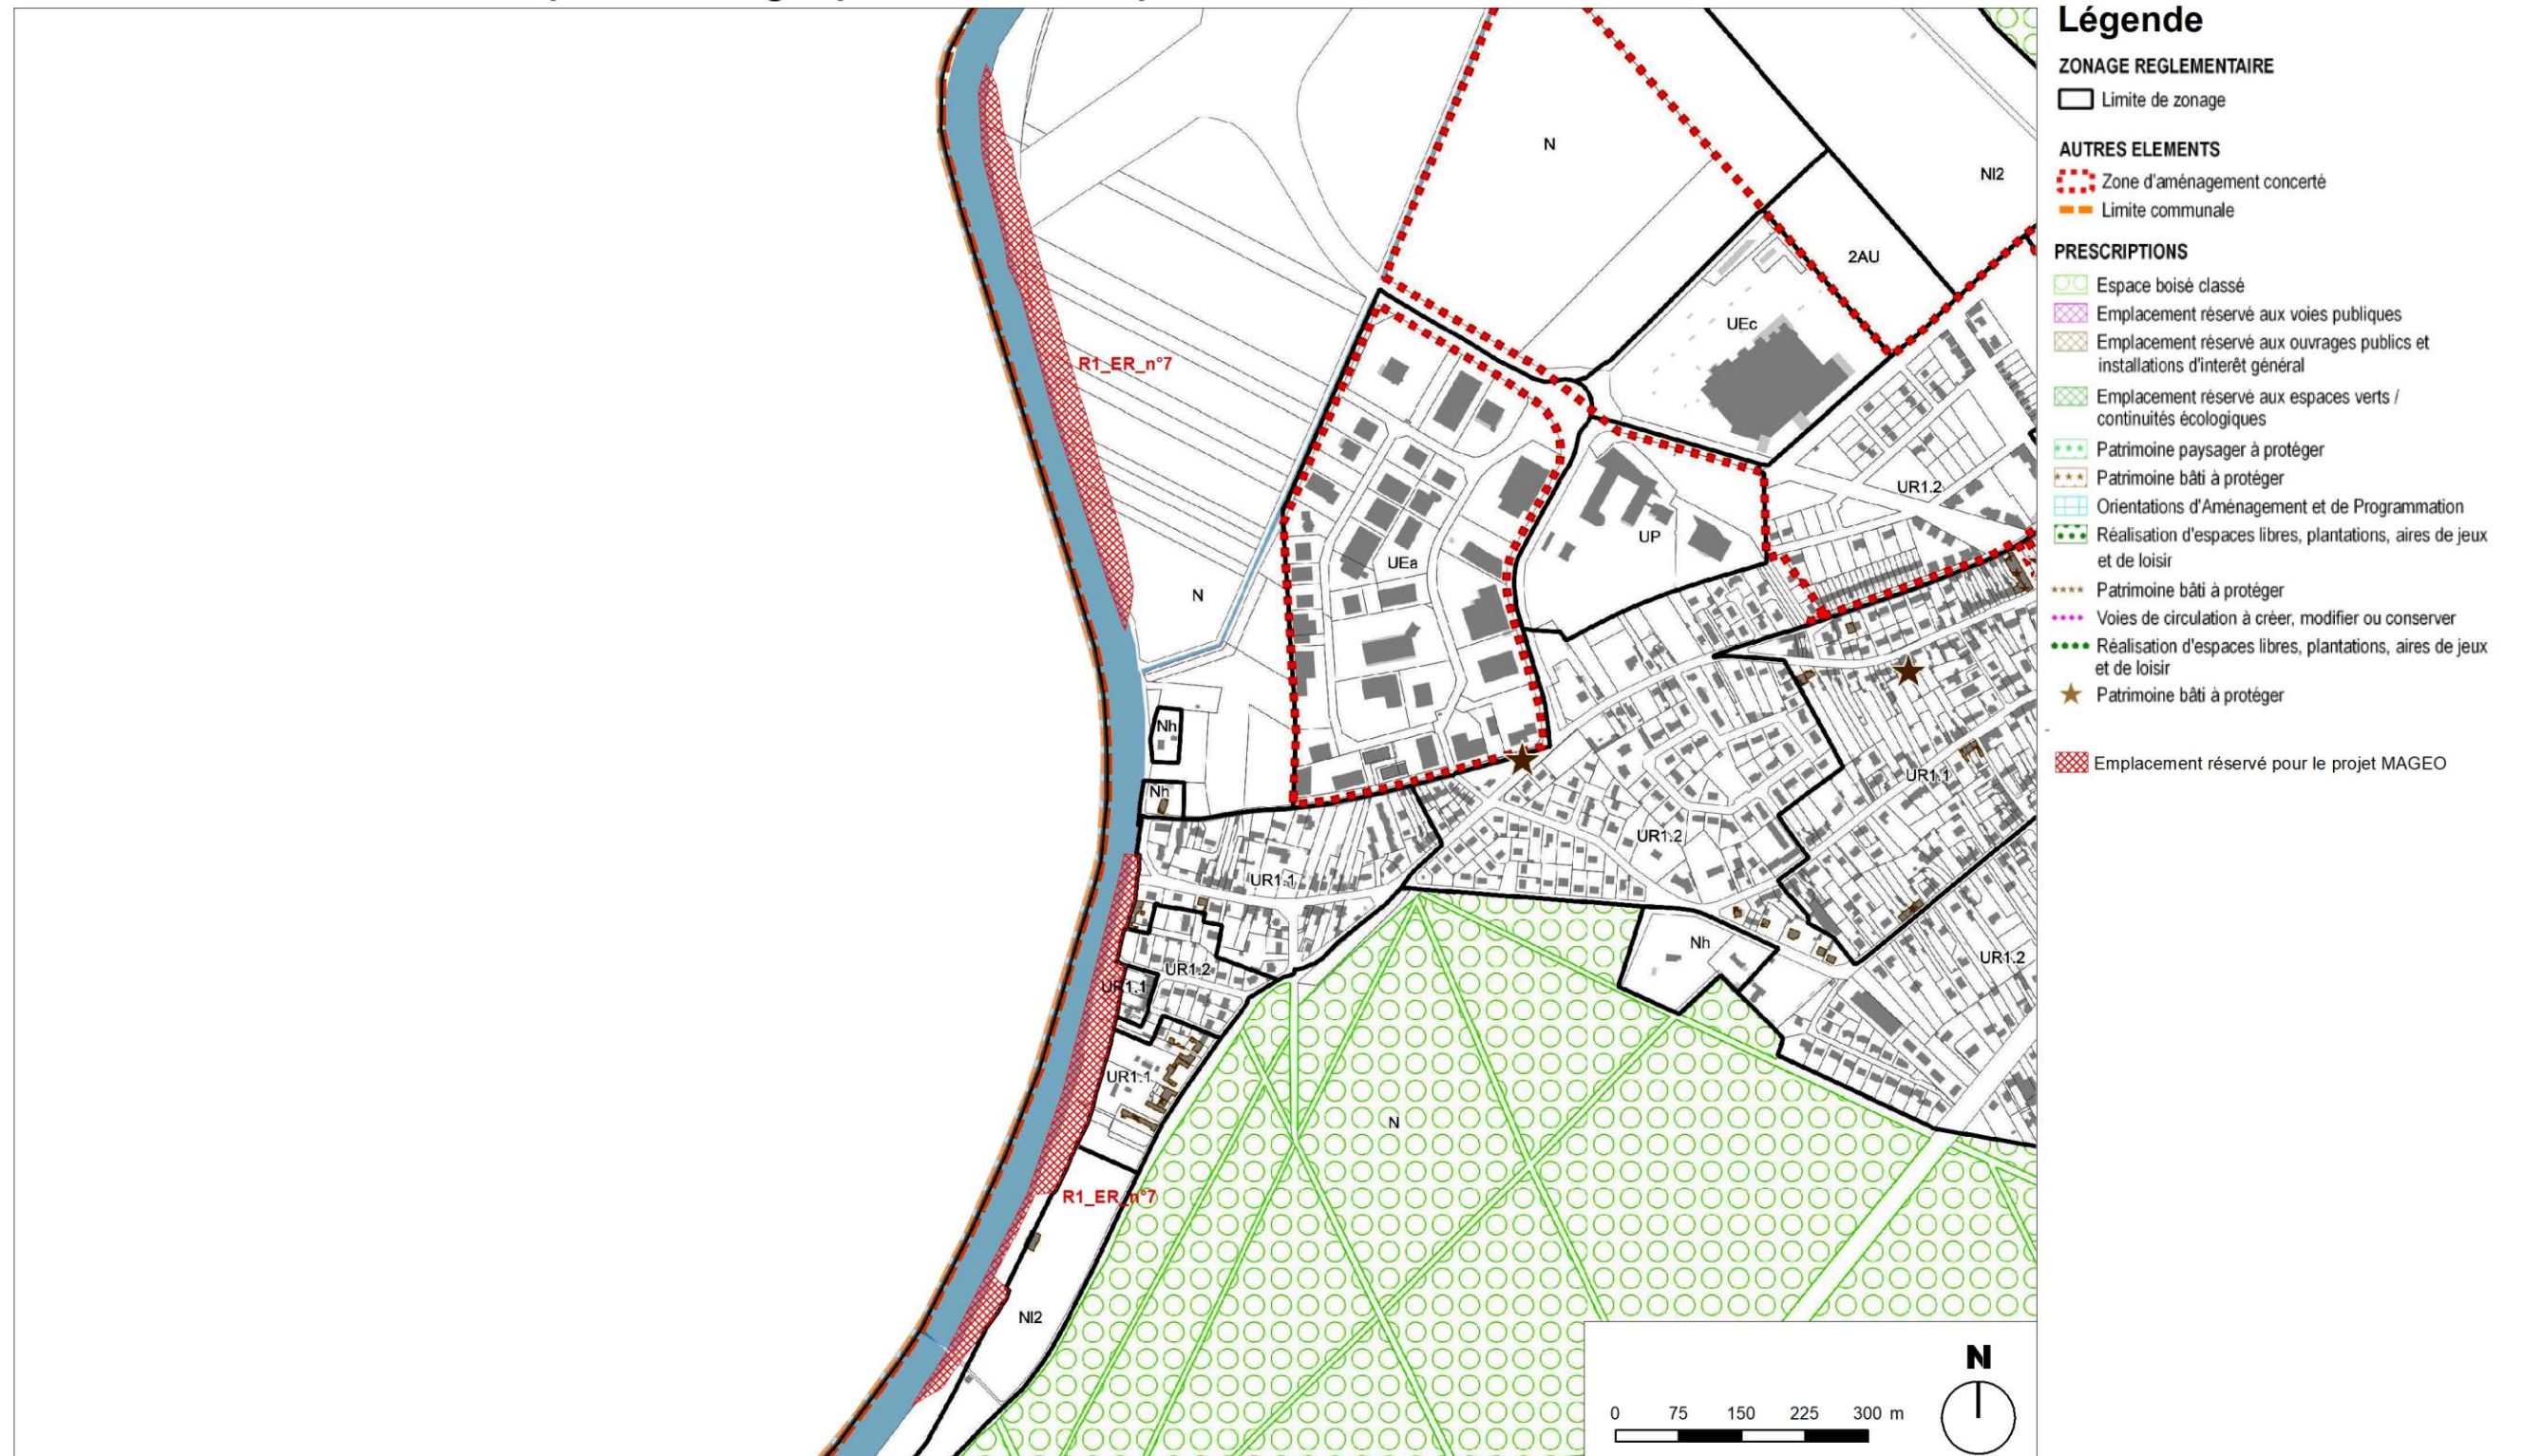 Légende
ZONAGE REGLEMENTAIRE
Limite de zonage
AUTRES ELEMENTS
Zone d'aménagement concerté
Limite communale
PRESCRIPTIONS
Espace boisé classé
Emplacement réservé aux voies publiques
Emplacement réservé aux ouvrages publics et
installations d'interêt général
Emplacement réservé aux espaces verts /
continuités écologiques
Patrimoine paysager à protéger
Patrimoine bâti à protéger
Orientations d'Aménagement et de Programmation
Réalisation d'espaces libres, plantations, aires de jeux
et de loisir
Patrimoine bâti à protéger
Voies de circulation à créer, modifier ou conserver
Réalisation d'espaces libres, plantations, aires de jeux
et de loisir
Patrimoine bâti à protéger
Emplacement réservé pour le projet MAGEO
N
Nl2
2AU
UEc
R1_ER_n°7
UR1.2
UP
UEa
N
Nh
UR1.1
Nh
UR1.2
UR1.1
Nh
UR1.2
UR1.2
UR1.1
UR1.1
N
R1_ER_n°7
Nl2
N
0 75 150 225 300 m